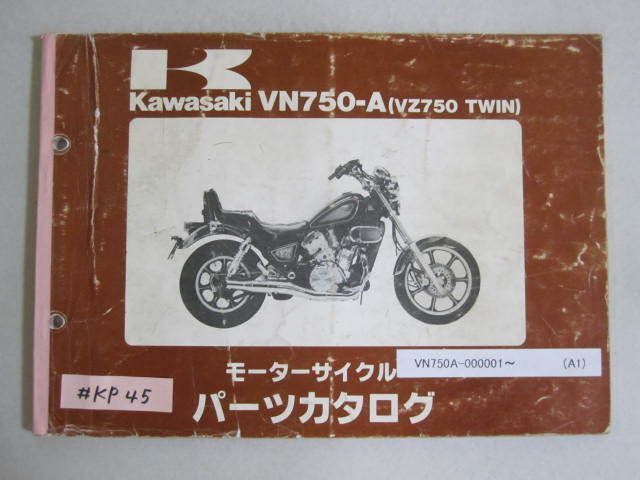 Kawasaki VN750-A(VZ750 TWIN)
VN750A-000001～ (A1)
モーターサイクル
パーツカタログ
#KP 45